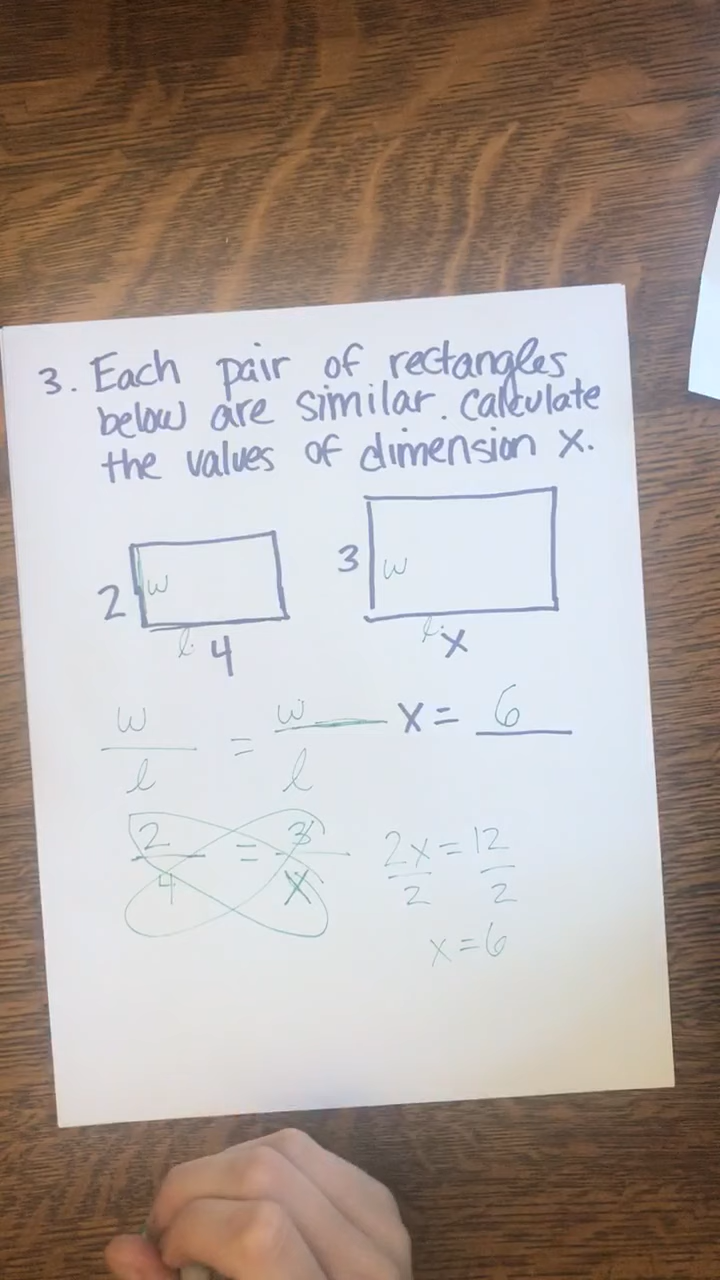 3. Each pair of rectangles
below are similar. Calculate
the values of dimension X.
2 w 3 w
l. 4 l. X
w = w X = 6
l l
2 = 3 2x = 12
4 X 2 2
x = 6